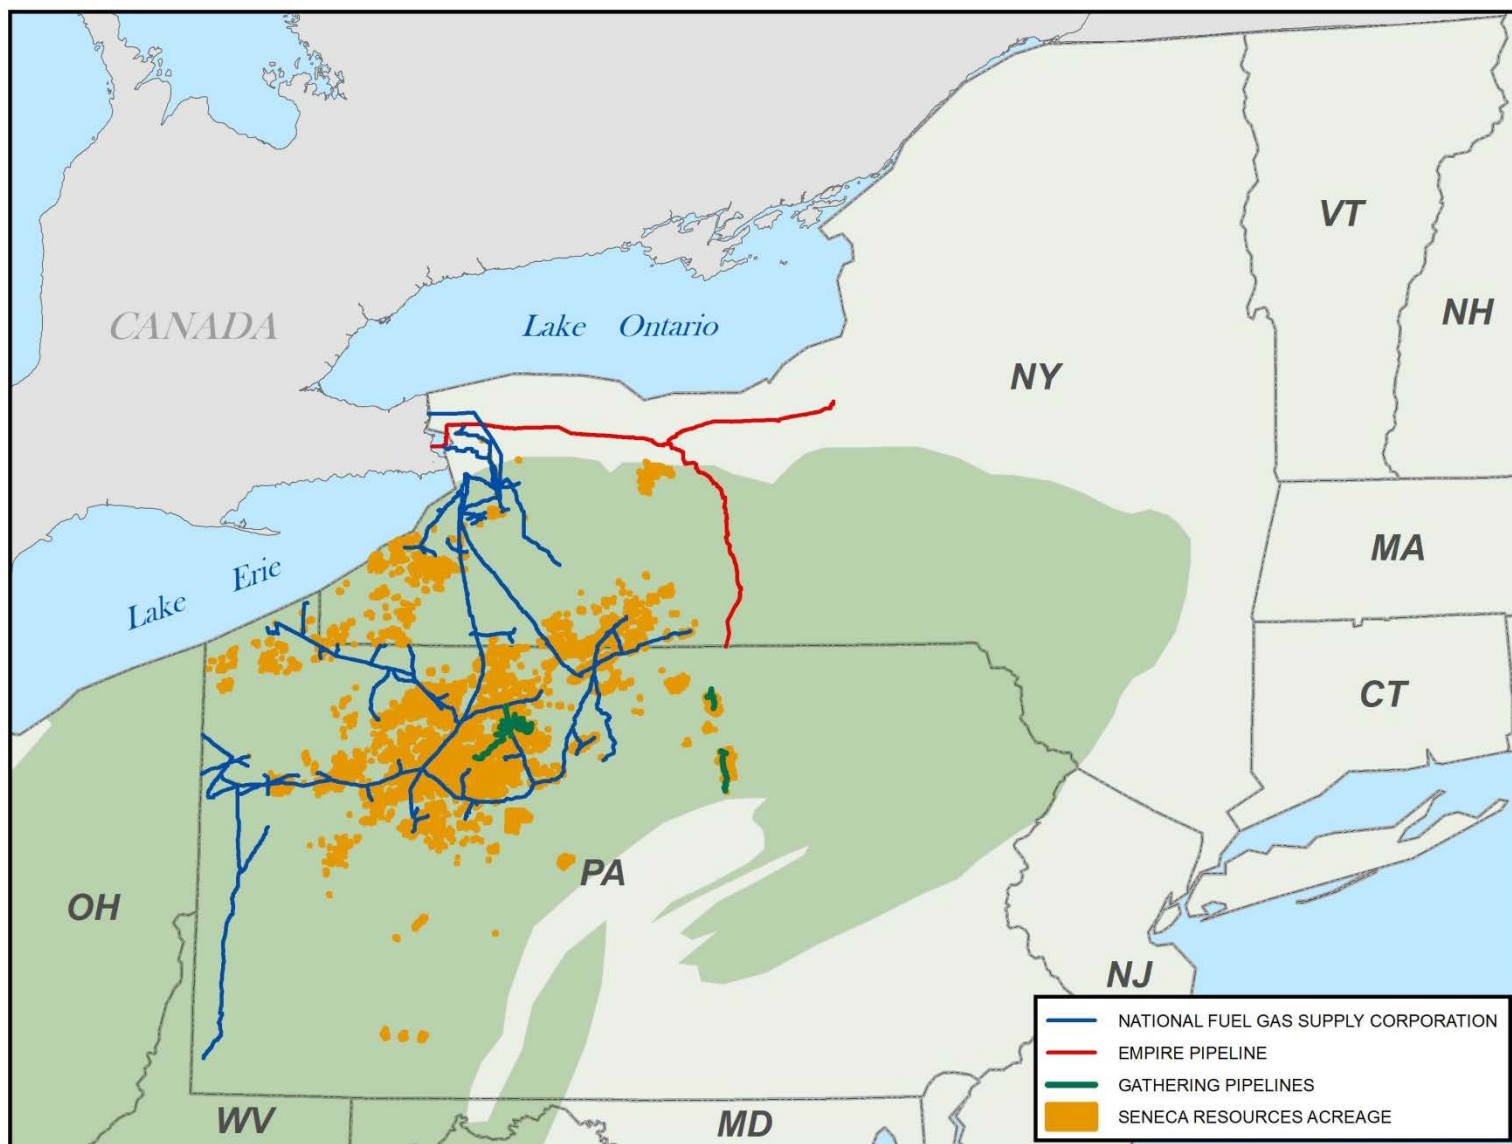 VT
CANADA
Lake Ontario
NH
NY
MA
Lake Erie
CT
PA
OH
NJ
NATIONAL FUEL GAS SUPPLY CORPORATION
EMPIRE PIPELINE
GATHERING PIPELINES
SENECA RESOURCES ACREAGE
WV
MD